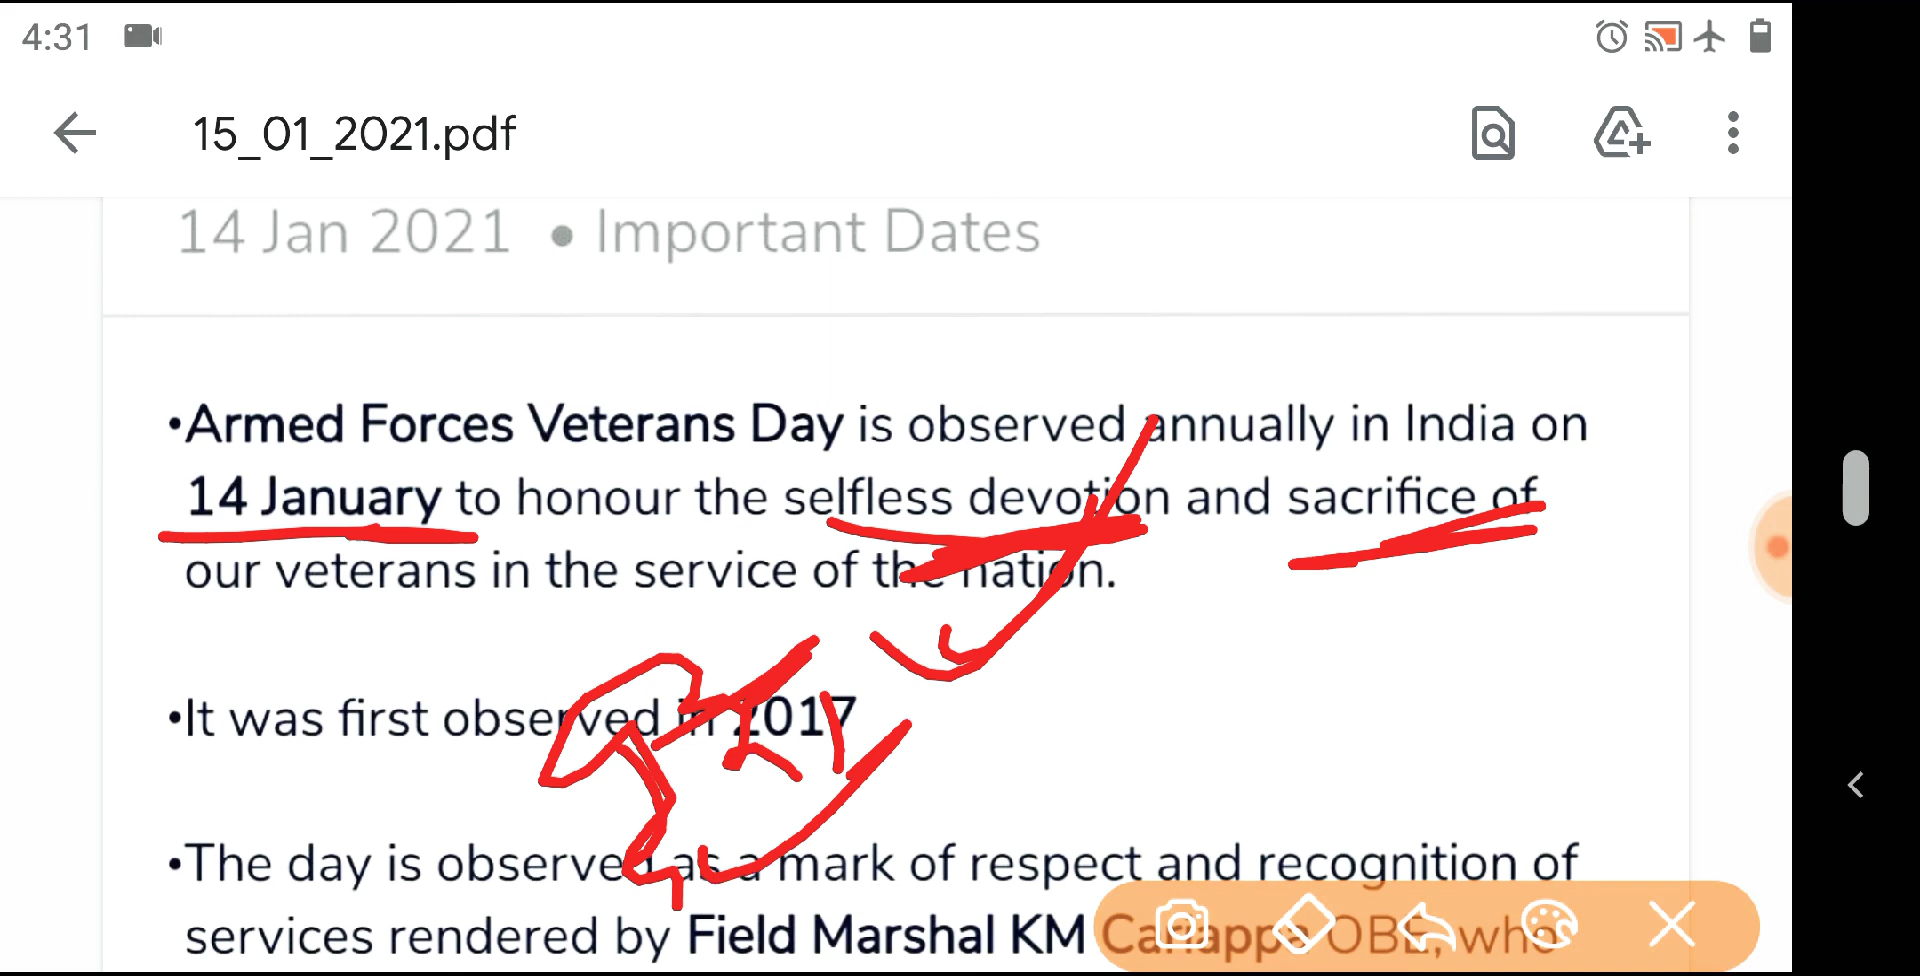 4:31
15_01_2021.pdf
14 Jan 2021 • Important Dates
•Armed Forces Veterans Day is observed annually in India on
14 January to honour the selfless devotion and sacrifice of
our veterans in the service of the nation.
•It was first observed in 2017
•The day is observed as a mark of respect and recognition of
services rendered by Field Marshal KM Cariappa OBE, who